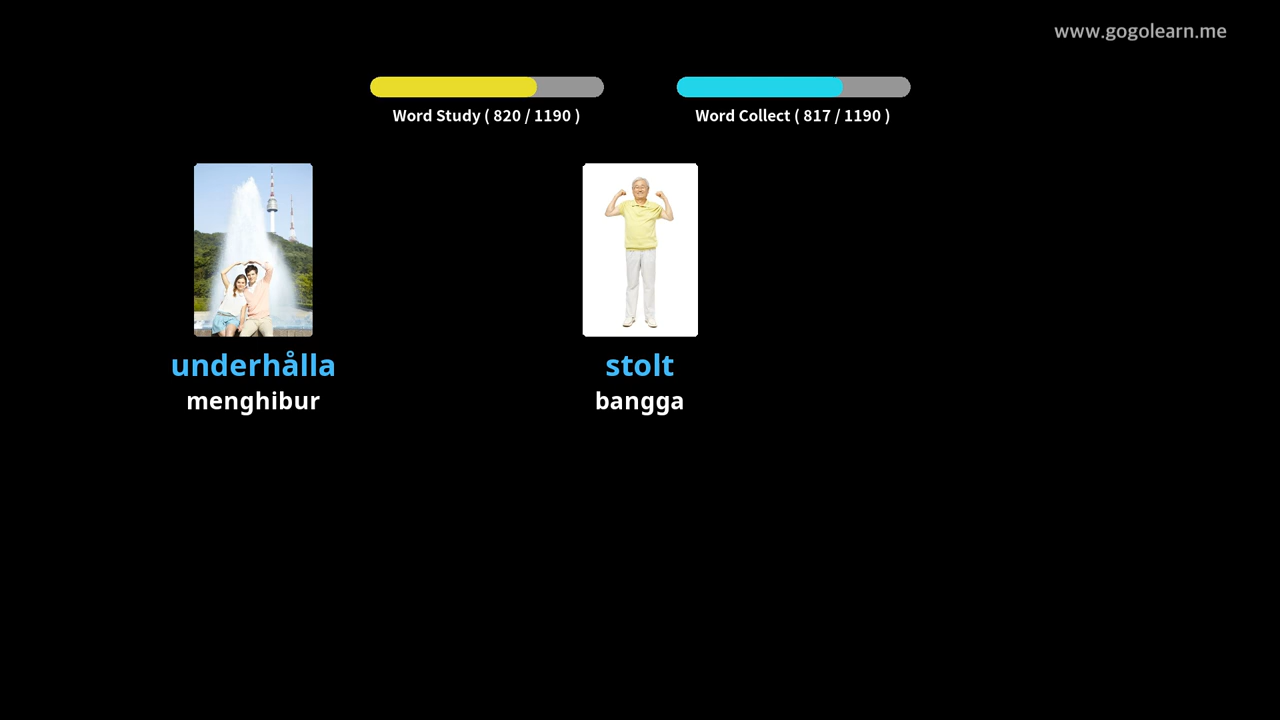 www.gogolearn.me
Word Study ( 820 / 1190 )
Word Collect ( 817 / 1190 )
underhålla
menghibur
stolt
bangga